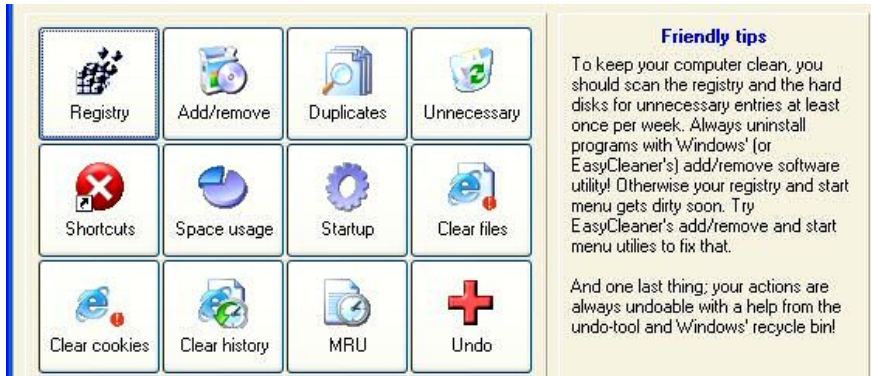 Registry
Add/remove
Duplicates
Unnecessary
Shortcuts
Space usage
Startup
Clear files
Clear cookies
Clear history
MRU
Undo
Friendly tips
To keep your computer clean, you
should scan the registry and the hard
disks for unnecessary entries at least
once per week. Always uninstall
programs with Windows' (or
EasyCleaner's) add/remove software
utility! Otherwise your registry and start
menu gets dirty soon. Try
EasyCleaner's add/remove and start
menu utilies to fix that.
And one last thing; your actions are
always undoable with a help from the
undo-tool and Windows' recycle bin!